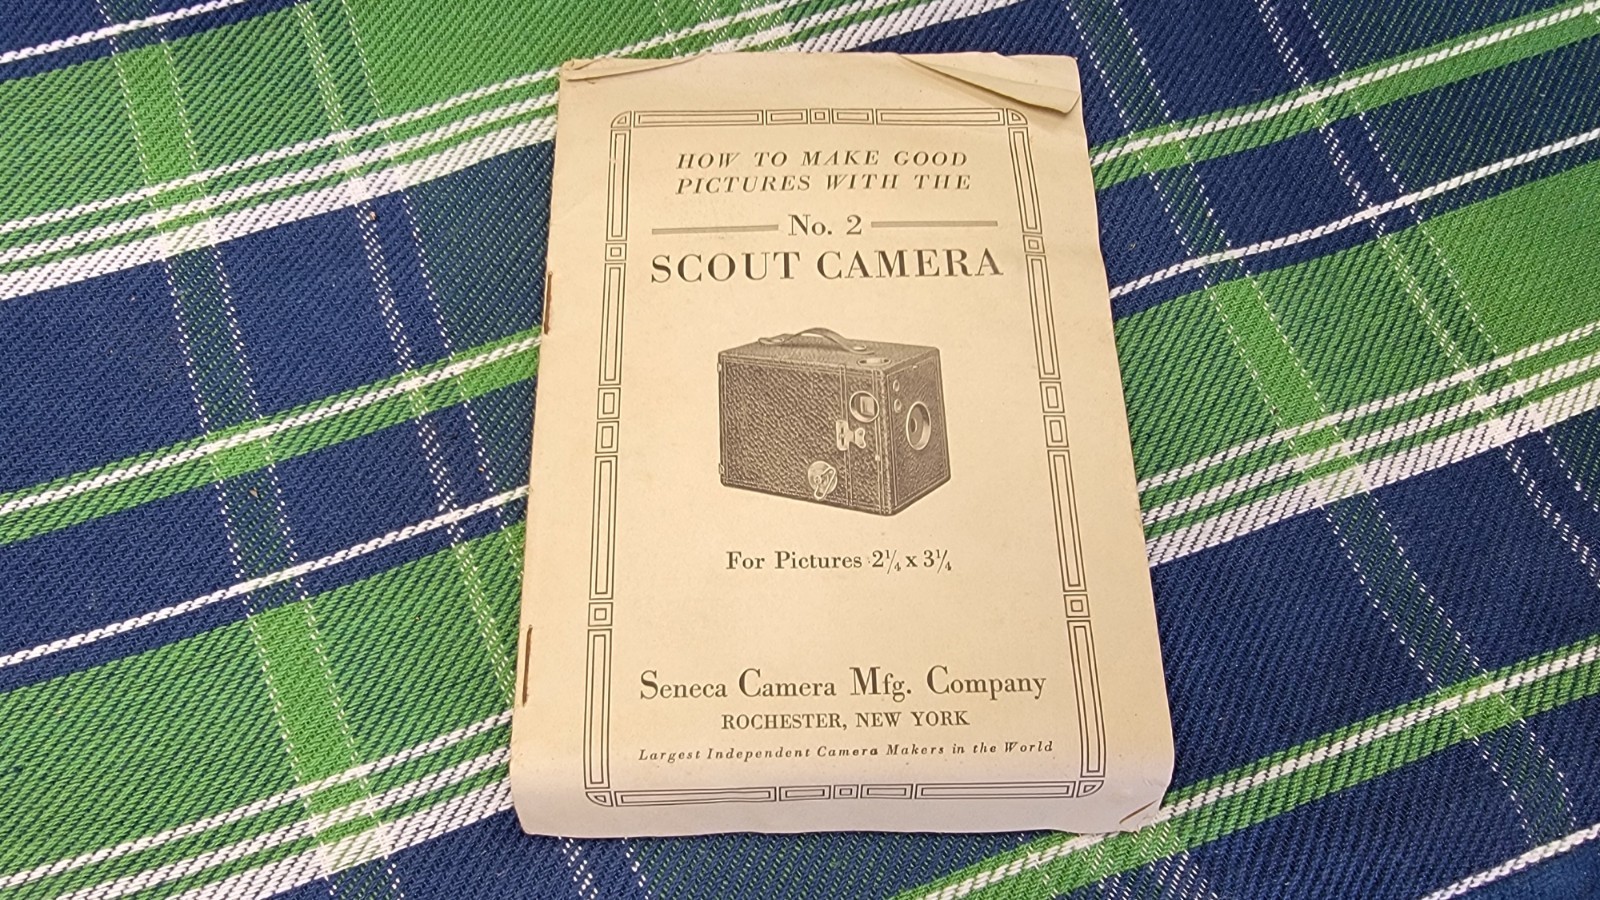 HOW TO MAKE GOOD
PICTURES WITH THE
No. 2
SCOUT CAMERA
For Pictures 2¼ x 3¼
Seneca Camera Mfg. Company
ROCHESTER, NEW YORK
Largest Independent Camera Makers in the World